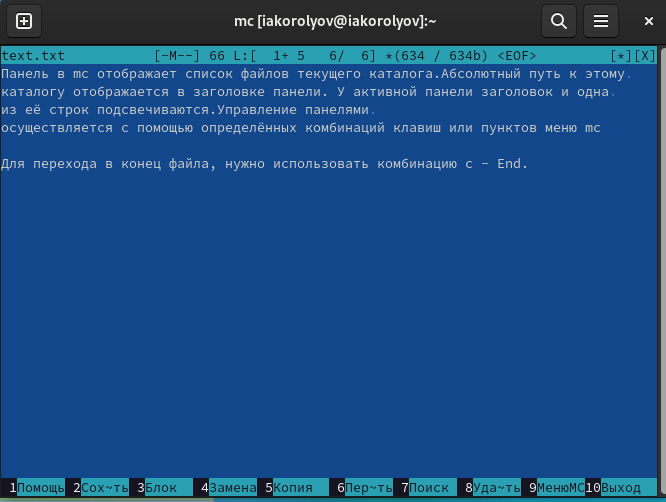 mc [iakorolyov@iakorolyov]:~
text.txt [-M--] 66 L:[ 1+ 5 6/ 6] *(634 / 634b) <EOF> [*][X]
Панель в mc отображает список файлов текущего каталога.Абсолютный путь к этому.
каталогу отображается в заголовке панели. У активной панели заголовок и одна.
из её строк подсвечиваются.Управление панелями.
осуществляется с помощью определённых комбинаций клавиш или пунктов меню mc
Для перехода в конец файла, нужно использовать комбинацию c - End.
1Помощь 2Сох~ть 3Блок 4Замена 5Копия 6Пер~ть 7Поиск 8Уда~ть 9МенюMC 10Выход